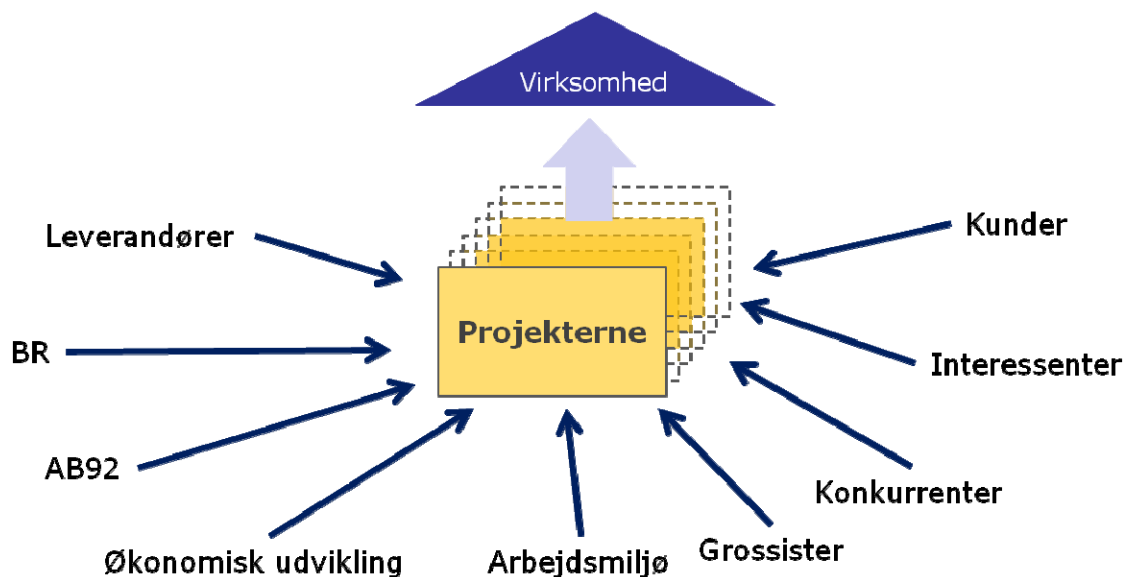 Virksomhed
Leverandører
Kunder
Projekterne
BR
Interessenter
AB92
Konkurrenter
Økonomisk udvikling
Arbejdsmiljø
Grossister